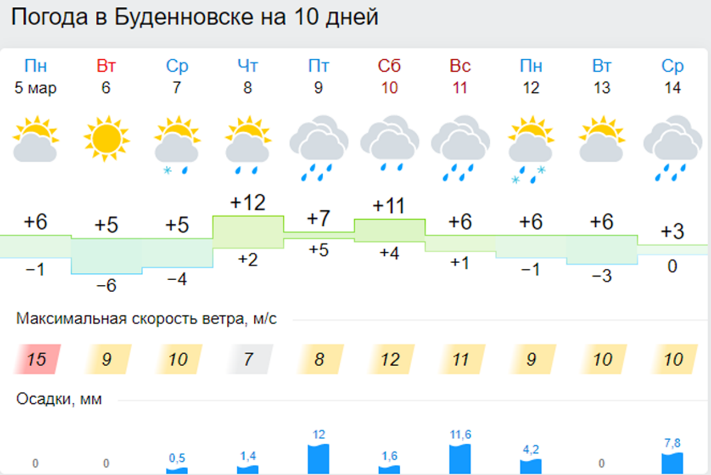 Погода в Буденновске на 10 дней
Пн Вт Ср Чт Пт Сб Вс Пн Вт Ср
5 мар 6 7 8 9 10 11 12 13 14
+6 +5 +5 +12 +7 +11 +6 +6 +6 +3
−1 −6 −4 +2 +5 +4 +1 −1 −3 0
Максимальная скорость ветра, м/с
15 9 10 7 8 12 11 9 10 10
Осадки, мм
0 0 0,5 1,4 12 1,6 11,6 4,2 0 7,8